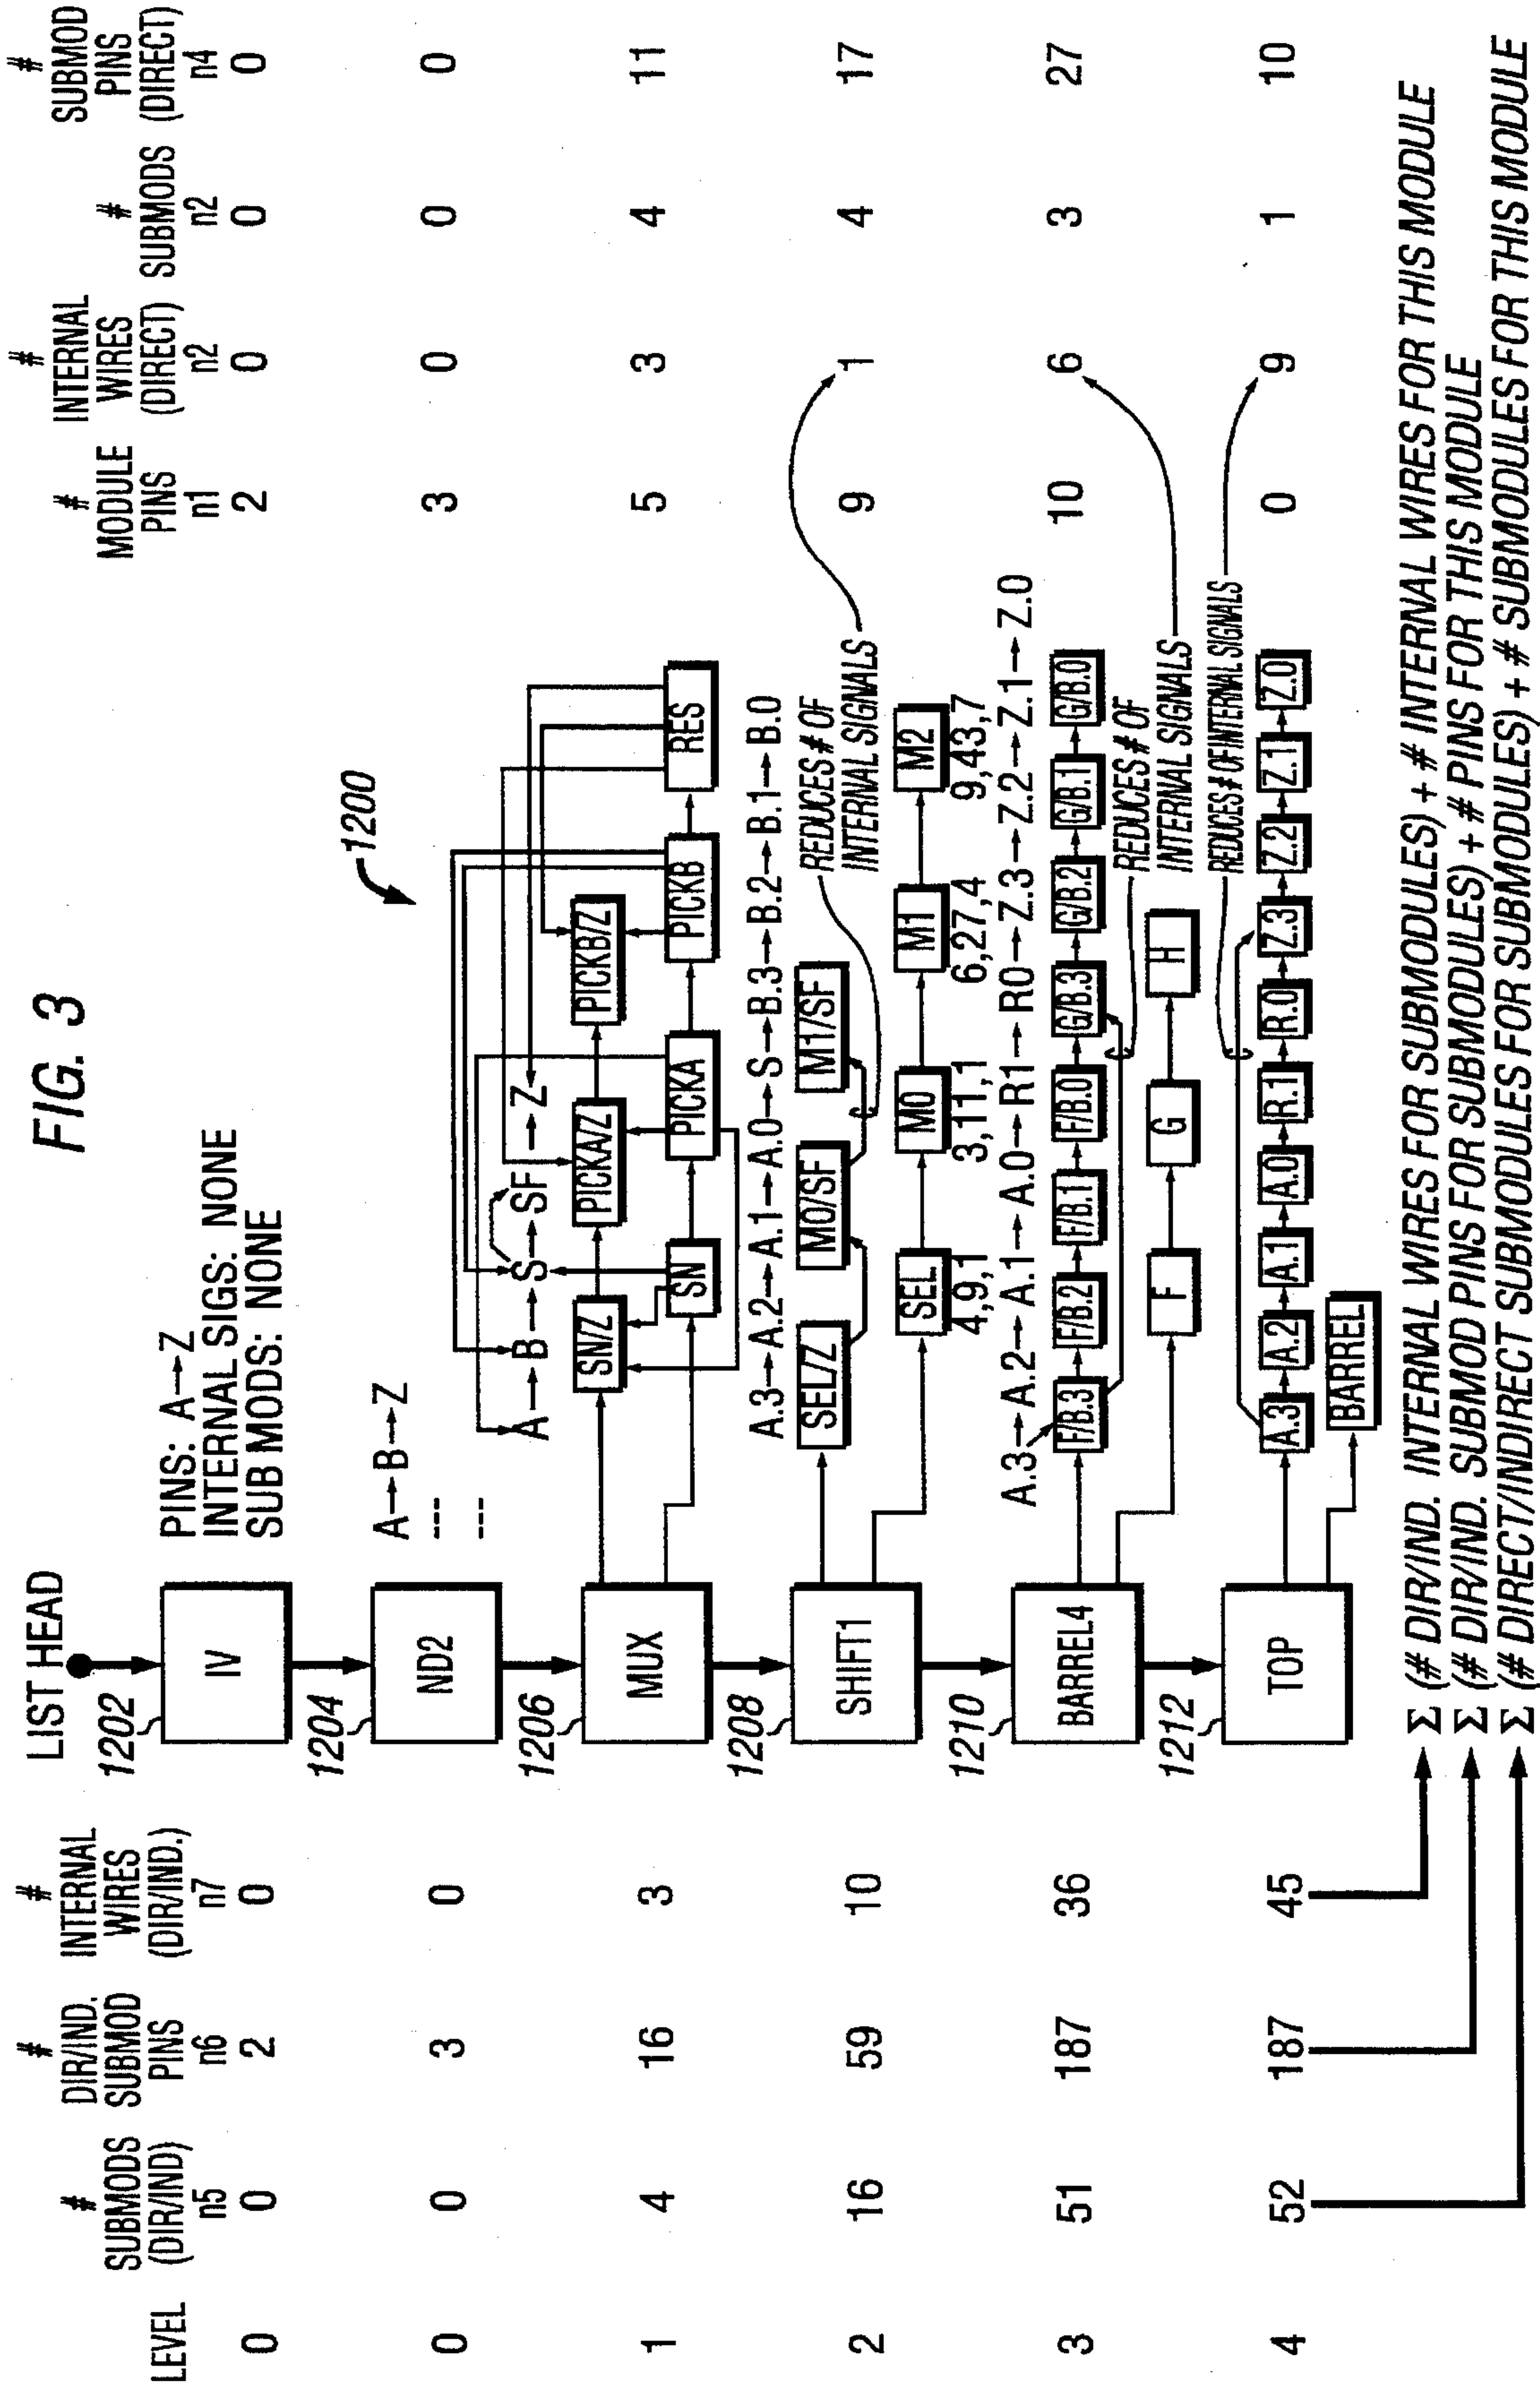 FIG. 3
1200
LEVEL
#
SUBMODS
(DIR/IND)
n5
#
DIR/IND.
SUBMOD
PINS
n6
#
INTERNAL
WIRES
(DIR/IND.)
n7
LIST HEAD
#
MODULE
PINS
n1
#
INTERNAL
WIRES
(DIRECT)
n2
#
SUBMODS
n2
#
SUBMOD
PINS
(DIRECT)
n4
0 0 2 0
1202
IV
PINS: A Z
INTERNAL SIGS: NONE
SUB MODS: NONE
2 0 0 0
0 0 3 0
1204
ND2
A B Z
---
---
3 0 0 0
1 4 16 3
1206
MUX
A B S SF Z
SN/Z PICKA/Z PICKB/Z
SN PICKA PICKB RES
5 3 4 11
2 16 59 10
1208
SHIFT1
A.3 A.2 A.1 A.0 S B.3 B.2 B.1 B.0
SEL/Z MO/SF M1/SF
REDUCES # OF
INTERNAL SIGNALS
SEL M0 M1 M2
4,9,1 3,11,1 6,27,4 9,43,7
9 1 4 17
3 51 187 36
1210
BARREL4
A.3 A.2 A.1 A.0 R1 R0 Z.3 Z.2 Z.1 Z.0
F/B.3 F/B.2 F/B.1 F/B.0 G/B.3 G/B.2 G/B.1 G/B.0
REDUCES # OF
INTERNAL SIGNALS
F G H
10 6 3 27
4 52 187 45
1212
TOP
REDUCES # OF INTERNAL SIGNALS
A.3 A.2 A.1 A.0 R.1 R.0 Z.3 Z.2 Z.1 Z.0
BARREL
0 9 1 10
Σ (# DIR/IND. INTERNAL WIRES FOR SUBMODULES) + # INTERNAL WIRES FOR THIS MODULE
Σ (# DIR/IND. SUBMOD PINS FOR SUBMODULES) + # PINS FOR THIS MODULE
Σ (# DIRECT/INDIRECT SUBMODULES FOR SUBMODULES) + # SUBMODULES FOR THIS MODULE